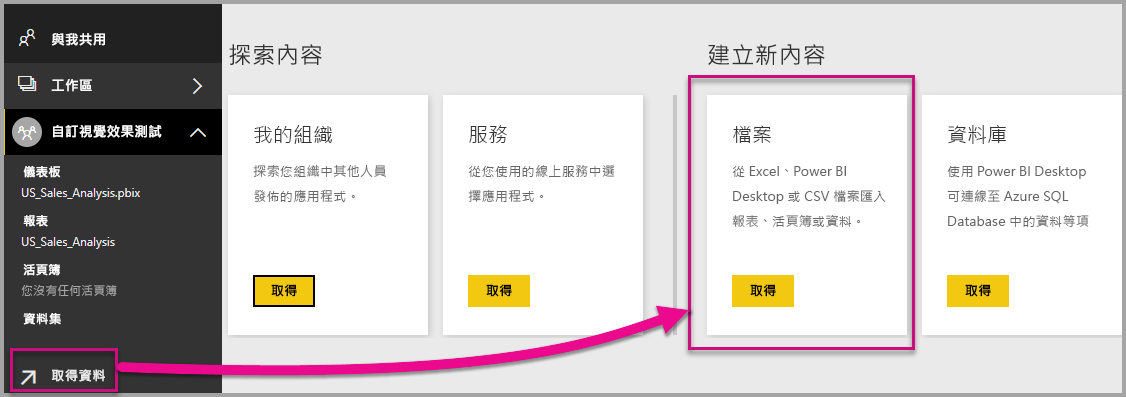 與我共用
工作區
自訂視覺效果測試
儀表板
US_Sales_Analysis.pbix
報表
US_Sales_Analysis
活頁簿
您沒有任何活頁簿
資料集
取得資料
探索內容
我的組織
探索您組織中其他人員
發佈的應用程式。
取得
服務
從您使用的線上服務中選
擇應用程式。
取得
建立新內容
檔案
從 Excel、Power BI
Desktop 或 CSV 檔案匯入
報表、活頁簿或資料。
取得
資料庫
使用 Power BI Desktop
可連線至 Azure SQL
Database 中的資料等項
取得